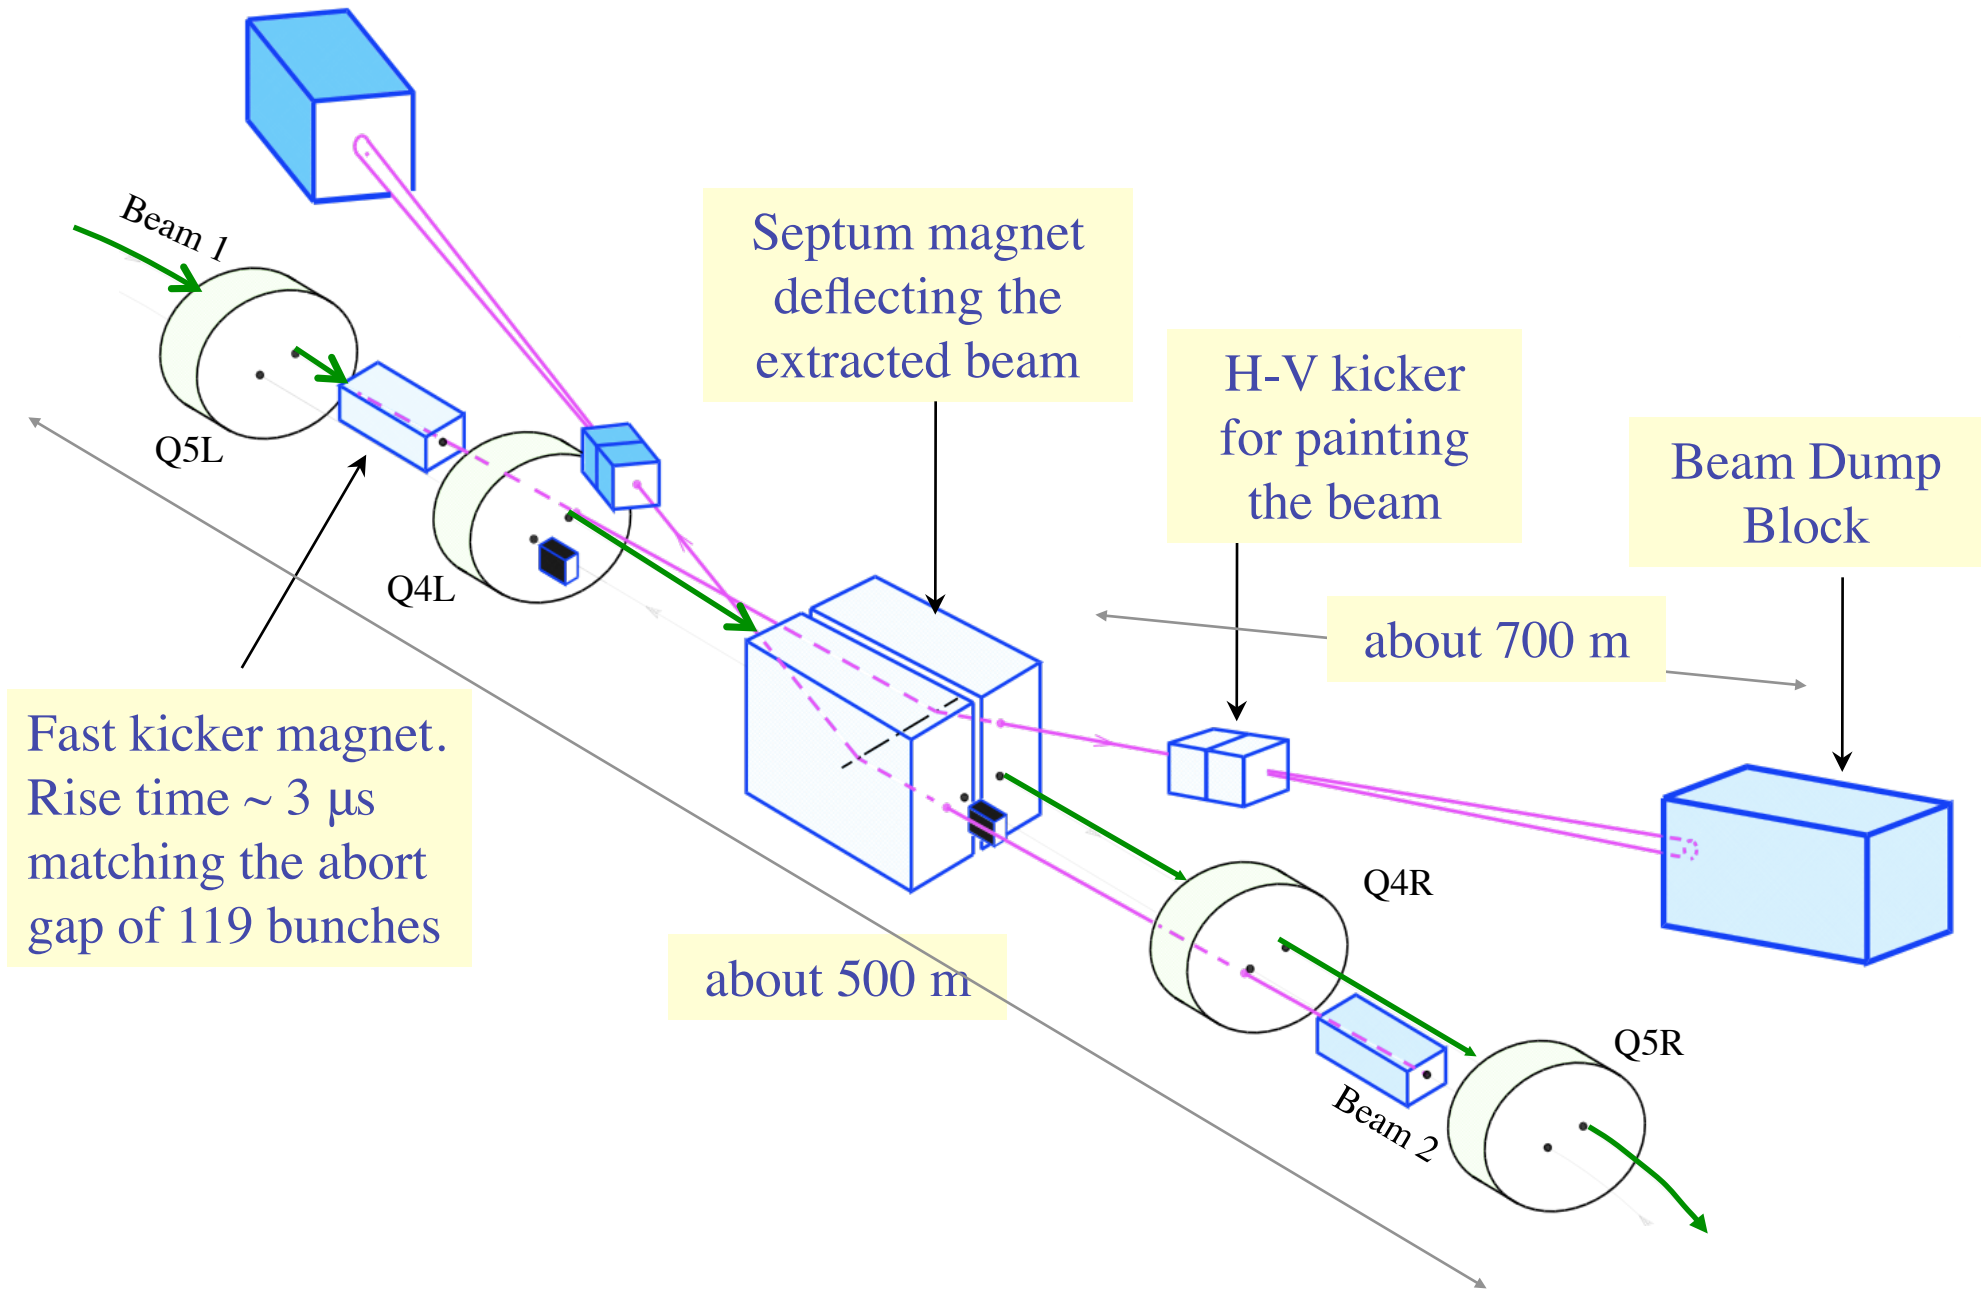 Beam 1
Septum magnet
deflecting the
extracted beam
H-V kicker
for painting
the beam
Beam Dump
Block
Q5L
Q4L
about 700 m
Fast kicker magnet.
Rise time ~ 3 μs
matching the abort
gap of 119 bunches
about 500 m
Q4R
Q5R
Beam 2